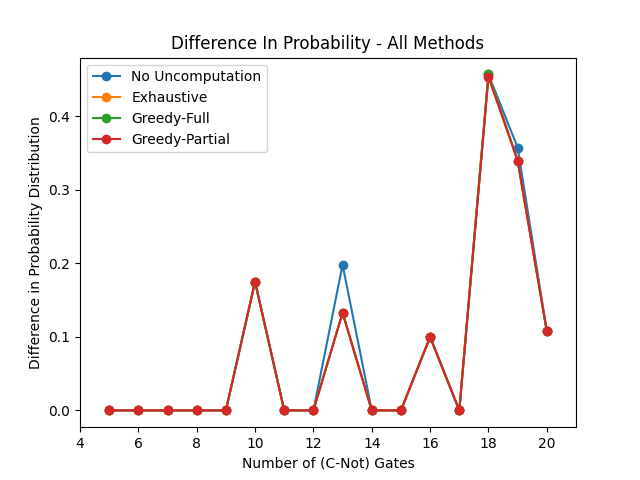 Difference In Probability - All Methods
No Uncomputation
Exhaustive
Greedy-Full
Greedy-Partial
Difference in Probability Distribution
0.4
0.3
0.2
0.1
0.0
4 6 8 10 12 14 16 18 20
Number of (C-Not) Gates